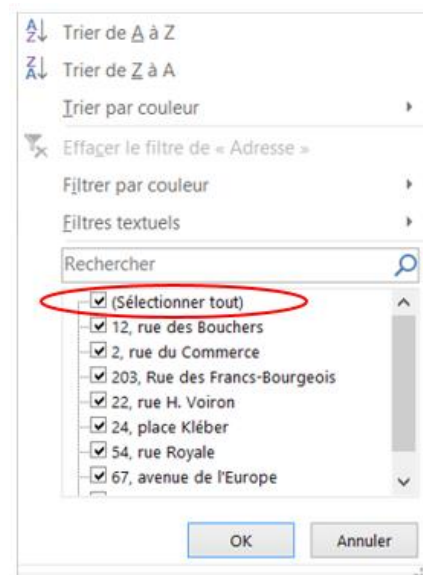 Trier de A à Z
Trier de Z à A
Trier par couleur
Effacer le filtre de « Adresse »
Filtrer par couleur
Filtres textuels
Rechercher
(Sélectionner tout)
12, rue des Bouchers
2, rue du Commerce
203, Rue des Francs-Bourgeois
22, rue H. Voiron
24, place Kléber
54, rue Royale
67, avenue de l'Europe
OK Annuler